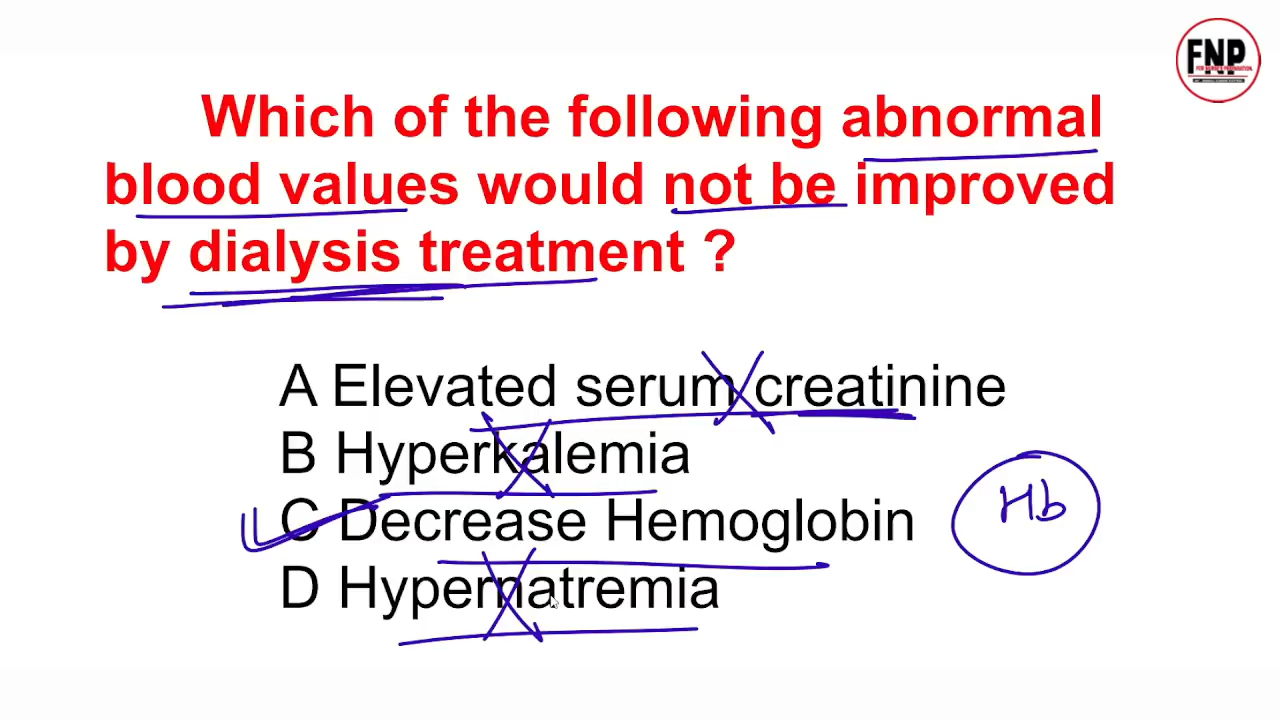 FNP
Which of the following abnormal
blood values would not be improved
by dialysis treatment ?
A Elevated serum creatinine
B Hyperkalemia
C Decrease Hemoglobin
Hb
D Hypernatremia